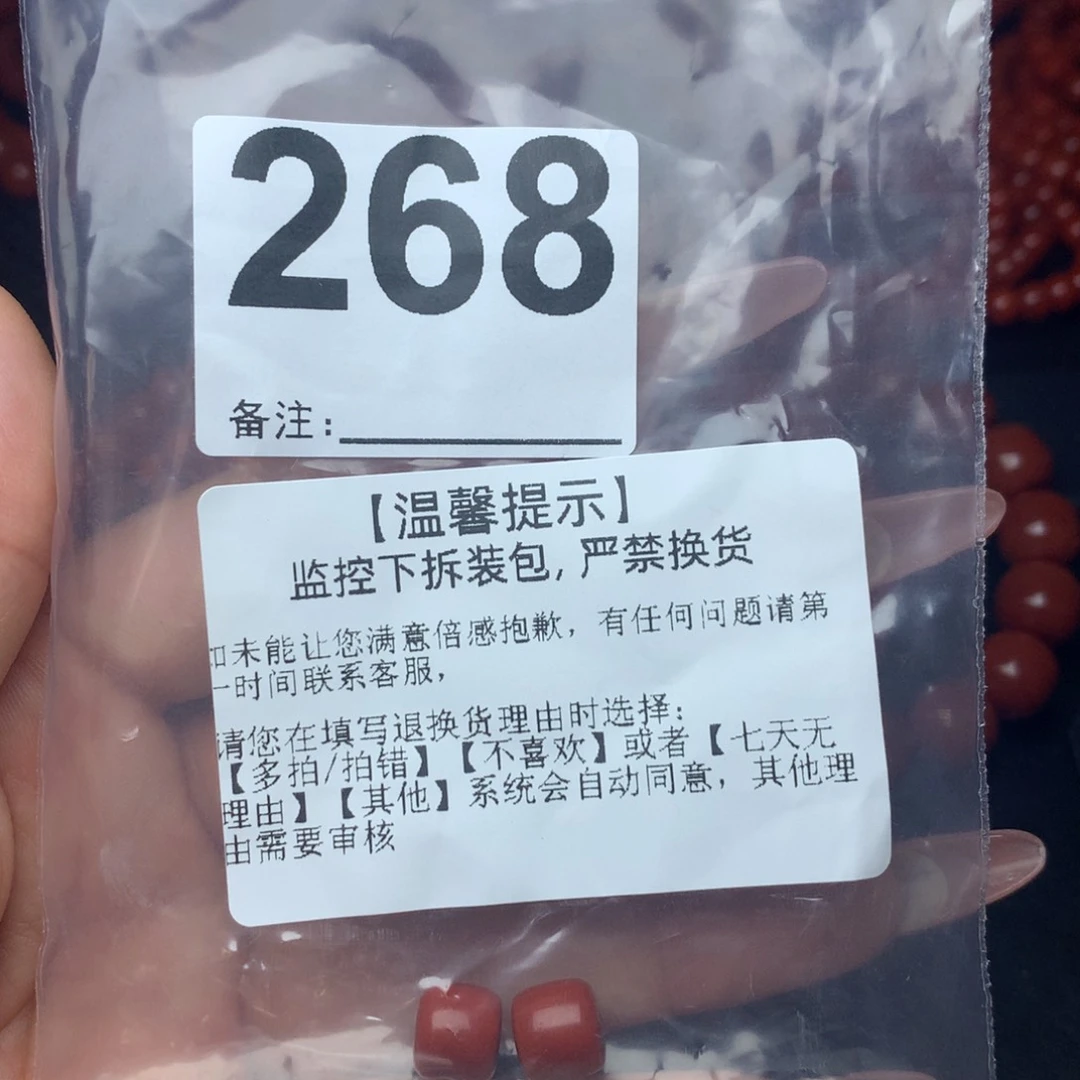 268
备注:
【温馨提示】
监控下拆装包,严禁换货
如未能让您满意倍感抱歉，有任何问题请第
一时间联系客服，
请您在填写退换货理由时选择:
【多拍/拍错】【不喜欢】或者【七天无
理由】【其他】系统会自动同意，其他理
由需要审核